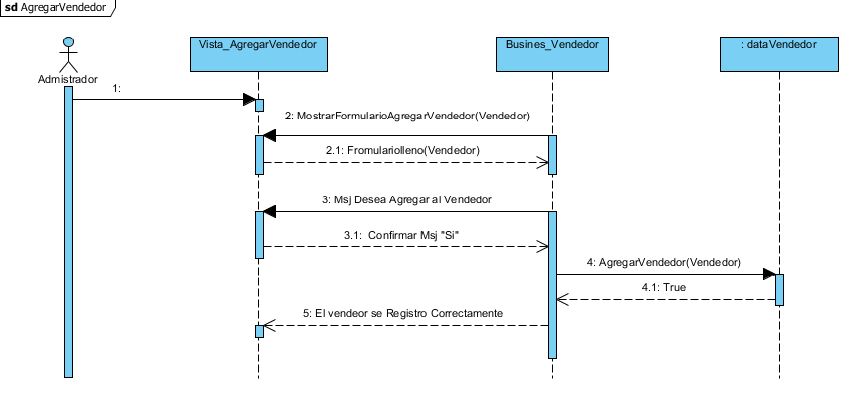 sd AgregarVendedor
Vista_AgregarVendedor
Busines_Vendedor
: dataVendedor
Admistrador
1:
2: MostrarFormularioAgregarVendedor(Vendedor)
2.1: Fromulariolleno(Vendedor)
3: Msj Desea Agregar al Vendedor
3.1: Confirmar Msj "Si"
4: AgregarVendedor(Vendedor)
4.1: True
5: El vendeor se Registro Correctamente